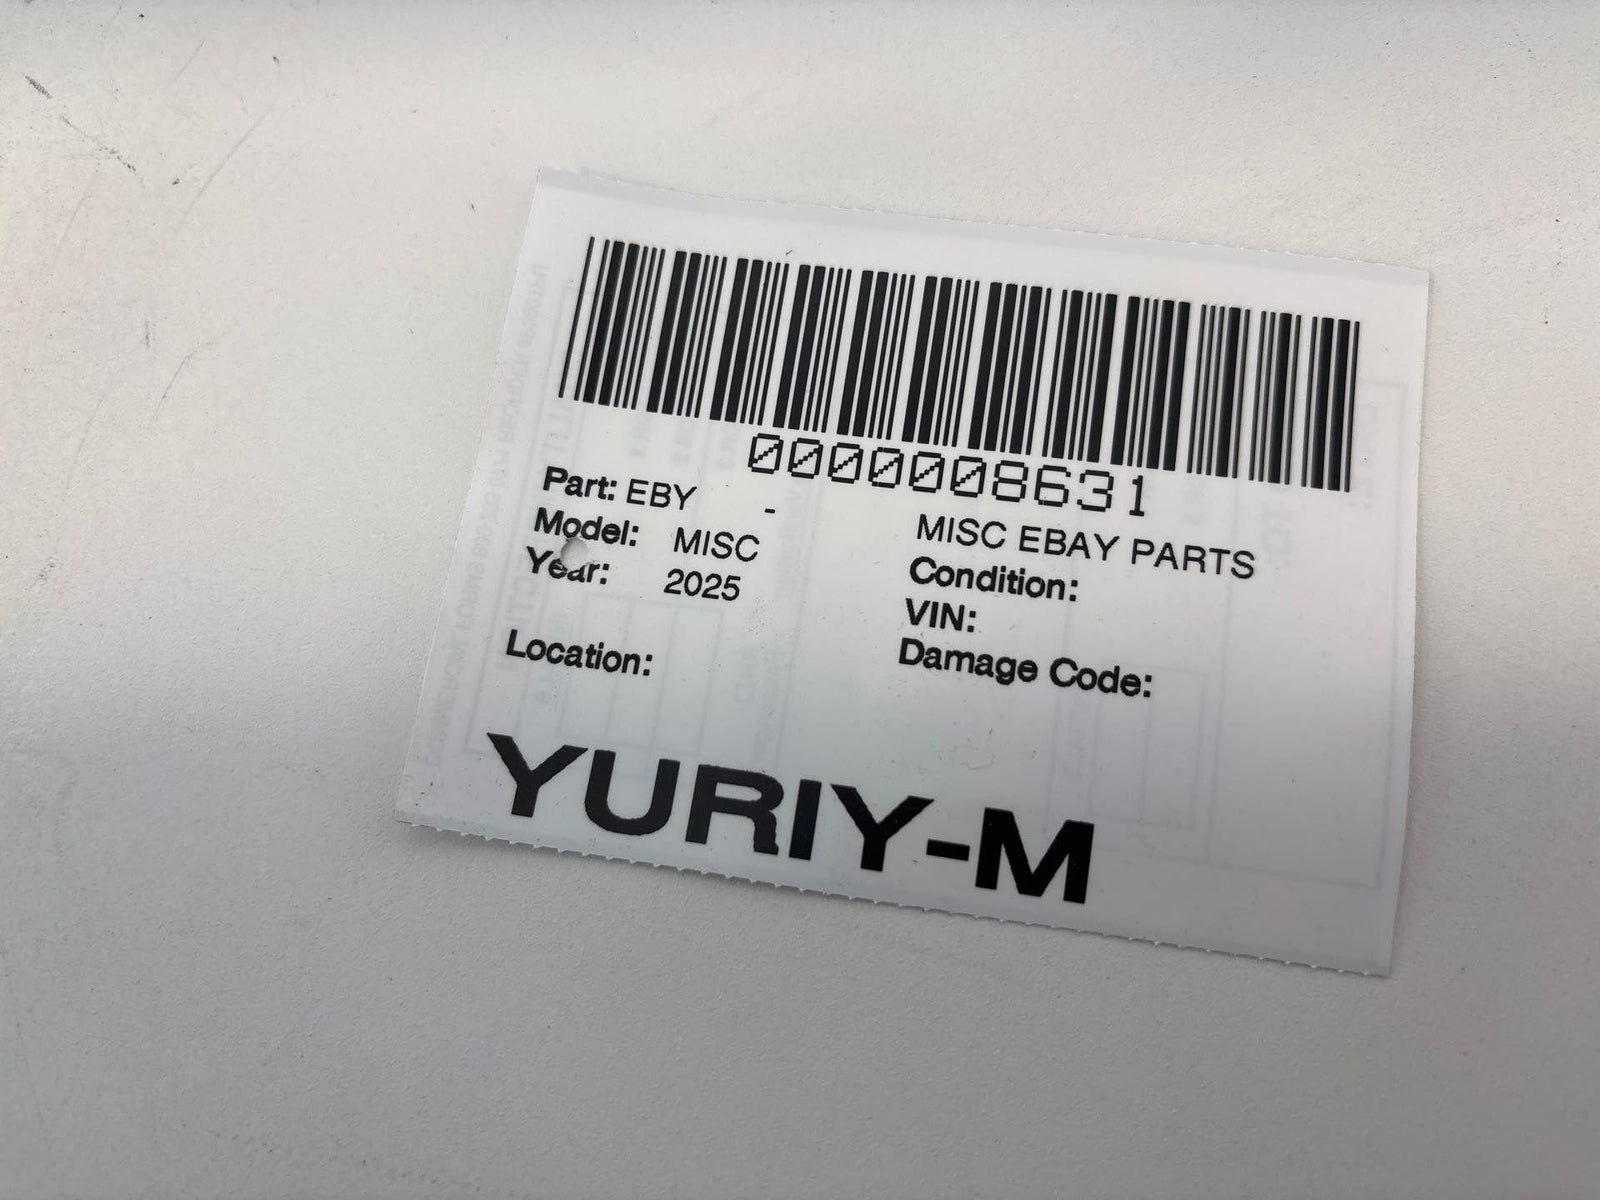 0000008631
Part: EBY -
MISC EBAY PARTS
Model: MISC
Condition:
Year: 2025
VIN:
Location:
Damage Code:
YURIY-M